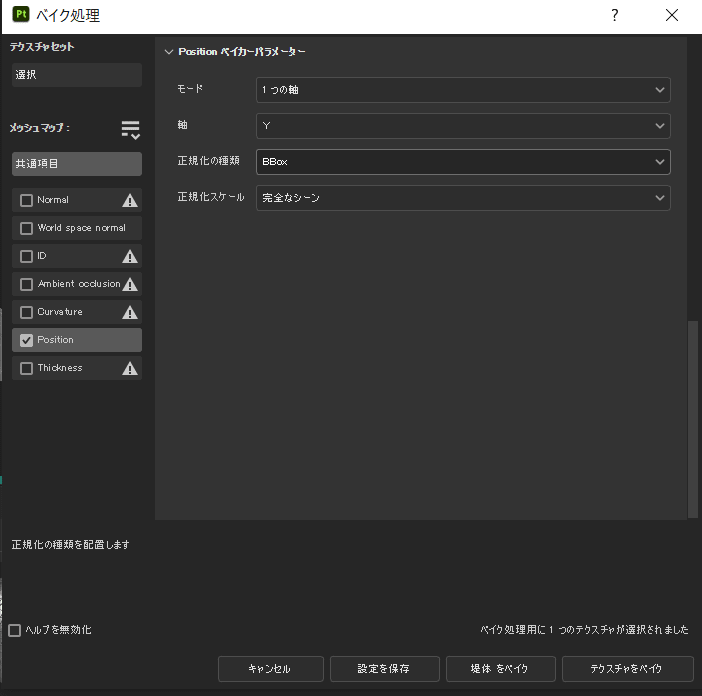 Pt ベイク処理 ?
テクスチャセット
選択
メッシュマップ :
共通項目
Normal
World space normal
ID
Ambient occlusion
Curvature
Position
Thickness
Position ベイカーパラメーター
モード 1 つの軸
軸 Y
正規化の種類 BBox
正規化スケール 完全なシーン
正規化の種類を配置します
ヘルプを無効化
ベイク処理用に 1 つのテクスチャが選択されました
キャンセル 設定を保存 堤体 をベイク テクスチャをベイク